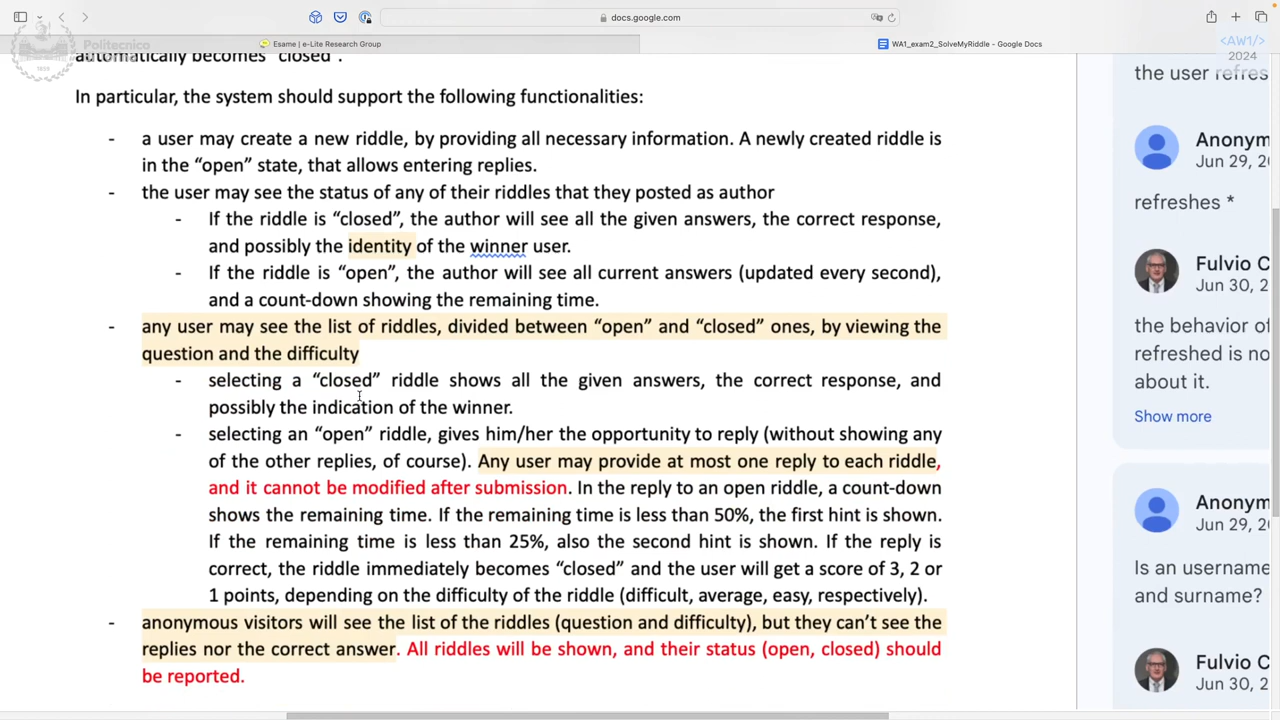 docs.google.com
Politecnico
1859
Esame | e-Lite Research Group
WA1_exam2_SolveMyRiddle - Google Docs
<AW1/>
2024
automatically becomes "closed".
In particular, the system should support the following functionalities:
- a user may create a new riddle, by providing all necessary information. A newly created riddle is
in the “open” state, that allows entering replies.
- the user may see the status of any of their riddles that they posted as author
- If the riddle is “closed”, the author will see all the given answers, the correct response,
and possibly the identity of the winner user.
- If the riddle is “open”, the author will see all current answers (updated every second),
and a count-down showing the remaining time.
- any user may see the list of riddles, divided between “open” and “closed” ones, by viewing the
question and the difficulty
- selecting a “closed” riddle shows all the given answers, the correct response, and
possibly the indication of the winner.
- selecting an “open” riddle, gives him/her the opportunity to reply (without showing any
of the other replies, of course). Any user may provide at most one reply to each riddle,
and it cannot be modified after submission. In the reply to an open riddle, a count-down
shows the remaining time. If the remaining time is less than 50%, the first hint is shown.
If the remaining time is less than 25%, also the second hint is shown. If the reply is
correct, the riddle immediately becomes “closed” and the user will get a score of 3, 2 or
1 points, depending on the difficulty of the riddle (difficult, average, easy, respectively).
- anonymous visitors will see the list of the riddles (question and difficulty), but they can’t see the
replies nor the correct answer. All riddles will be shown, and their status (open, closed) should
be reported.
the user refres
Anonym
Jun 29, 20
refreshes *
Fulvio C
Jun 30, 2
the behavior of
refreshed is no
about it.
Show more
Anonym
Jun 29, 20
Is an username
and surname?
Fulvio C
Jun 30, 2